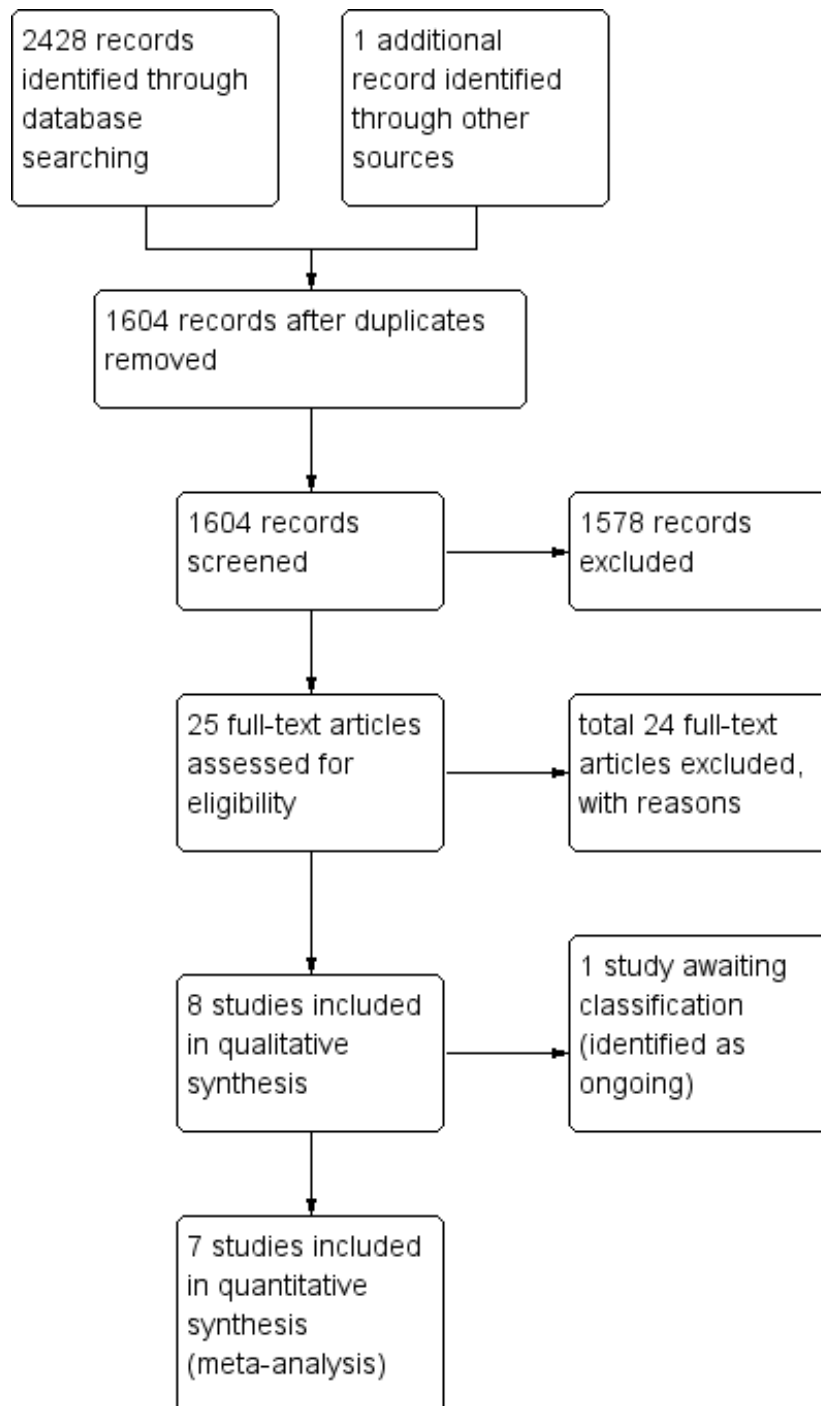 2428 records
identified through
database
searching
1 additional
record identified
through other
sources
1604 records after duplicates
removed
1604 records
screened
1578 records
excluded
25 full-text articles
assessed for
eligibility
total 24 full-text
articles excluded,
with reasons
8 studies included
in qualitative
synthesis
1 study awaiting
classification
(identified as
ongoing)
7 studies included
in quantitative
synthesis
(meta-analysis)